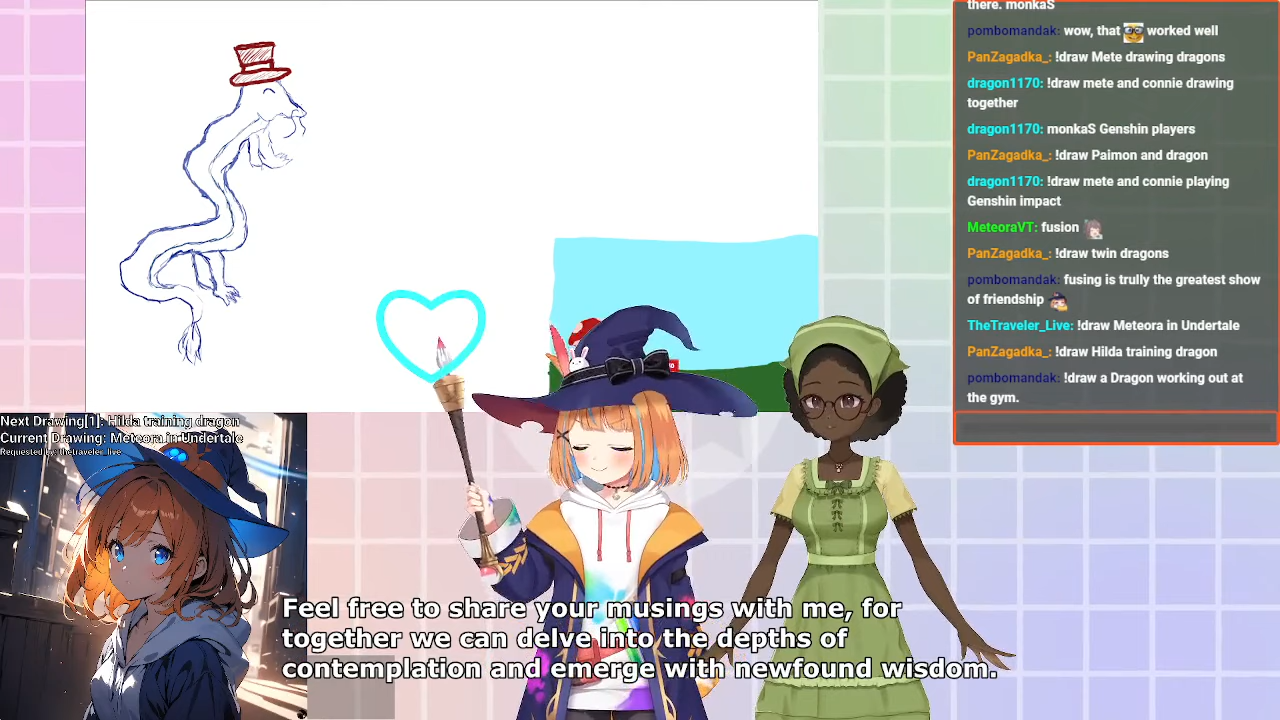 there. monkaS
pombomandak: wow, that worked well
PanZagadka_: !draw Mete drawing dragons
dragon1170: !draw mete and connie drawing
together
dragon1170: monkaS Genshin players
PanZagadka_: !draw Paimon and dragon
dragon1170: !draw mete and connie playing
Genshin impact
MeteoraVT: fusion
PanZagadka_: !draw twin dragons
pombomandak: fusing is trully the greatest show
of friendship
TheTraveler_Live: !draw Meteora in Undertale
PanZagadka_: !draw Hilda training dragon
pombomandak: !draw a Dragon working out at
the gym.
Next Drawing[1]: Hilda training dragon
Current Drawing: Meteora in Undertale
Requested by: thetraveler_live
Feel free to share your musings with me, for
together we can delve into the depths of
contemplation and emerge with newfound wisdom.